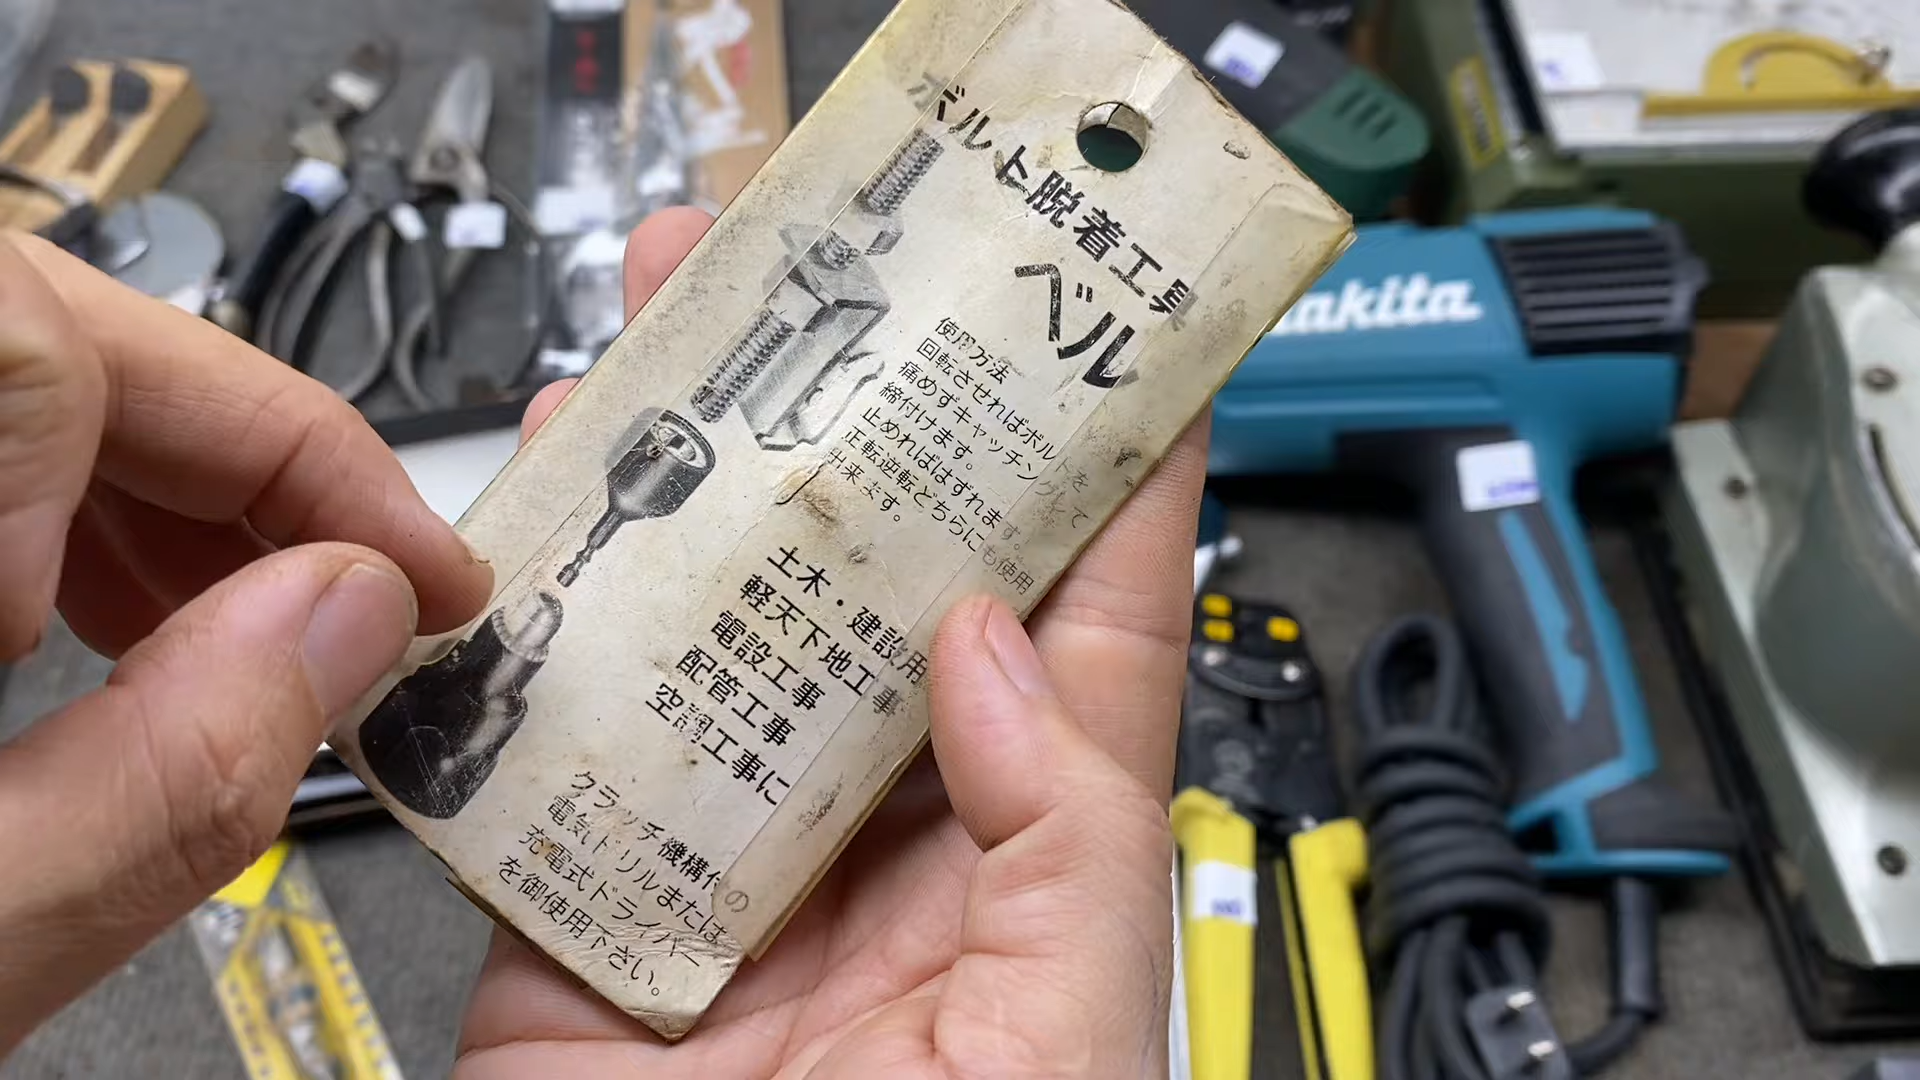 ボルト脱着工具
ベル
使用方法
回転させればボルトを
痛めずキャッチングして
締付けます。
止めればはずれます。
正転逆転どちらにも使用
出来ます。
土木・建設用
軽天下地工事
電設工事
配管工事
空調工事に
クラッチ機構付の
電気ドリルまたは
充電式ドライバー
を御使用下さい。
akita